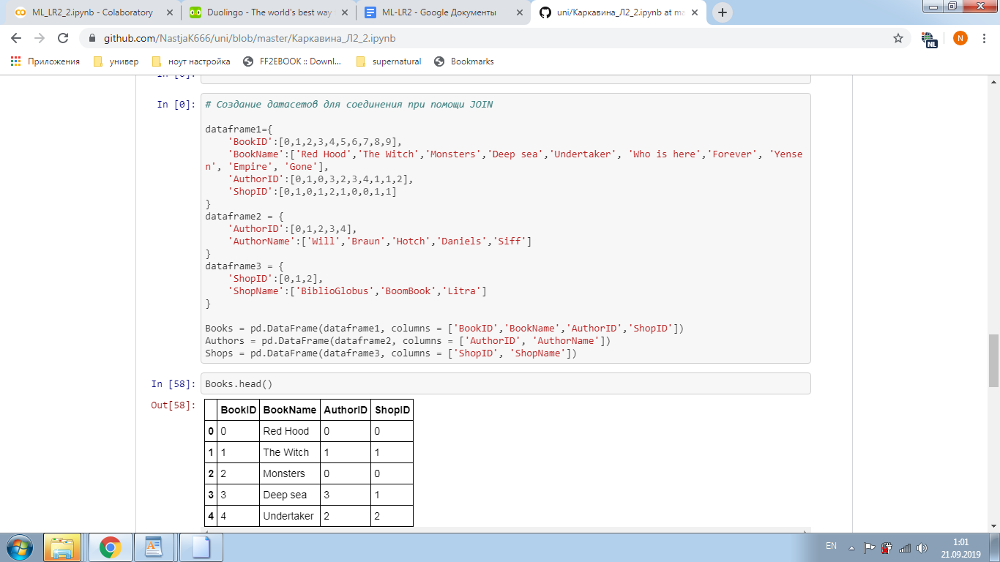 ML_LR2_2.ipynb - Colaboratory
Duolingo - The world's best way
ML-LR2 - Google Документы
uni/Каркавина_Л2_2.ipynb at ma
github.com/NastjaK666/uni/blob/master/Каркавина_Л2_2.ipynb
NL
N
Приложения
универ
ноут настройка
FF2EBOOK :: Downl...
supernatural
Bookmarks
In [0]:
# Создание датасетов для соединения при помощи JOIN
dataframe1={
'BookID':[0,1,2,3,4,5,6,7,8,9],
'BookName':['Red Hood','The Witch','Monsters','Deep sea','Undertaker', 'Who is here','Forever', 'Yense
n', 'Empire', 'Gone'],
'AuthorID':[0,1,0,3,2,3,4,1,1,2],
'ShopID':[0,1,0,1,2,1,0,0,1,1]
}
dataframe2 = {
'AuthorID':[0,1,2,3,4],
'AuthorName':['Will','Braun','Hotch','Daniels','Siff']
}
dataframe3 = {
'ShopID':[0,1,2],
'ShopName':['BiblioGlobus','BoomBook','Litra']
}
Books = pd.DataFrame(dataframe1, columns = ['BookID','BookName','AuthorID','ShopID'])
Authors = pd.DataFrame(dataframe2, columns = ['AuthorID', 'AuthorName'])
Shops = pd.DataFrame(dataframe3, columns = ['ShopID', 'ShopName'])
In [58]: Books.head()
Out[58]:
BookID BookName AuthorID ShopID
0 0 Red Hood 0 0
1 1 The Witch 1 1
2 2 Monsters 0 0
3 3 Deep sea 3 1
4 4 Undertaker 2 2
EN
1:01
21.09.2019